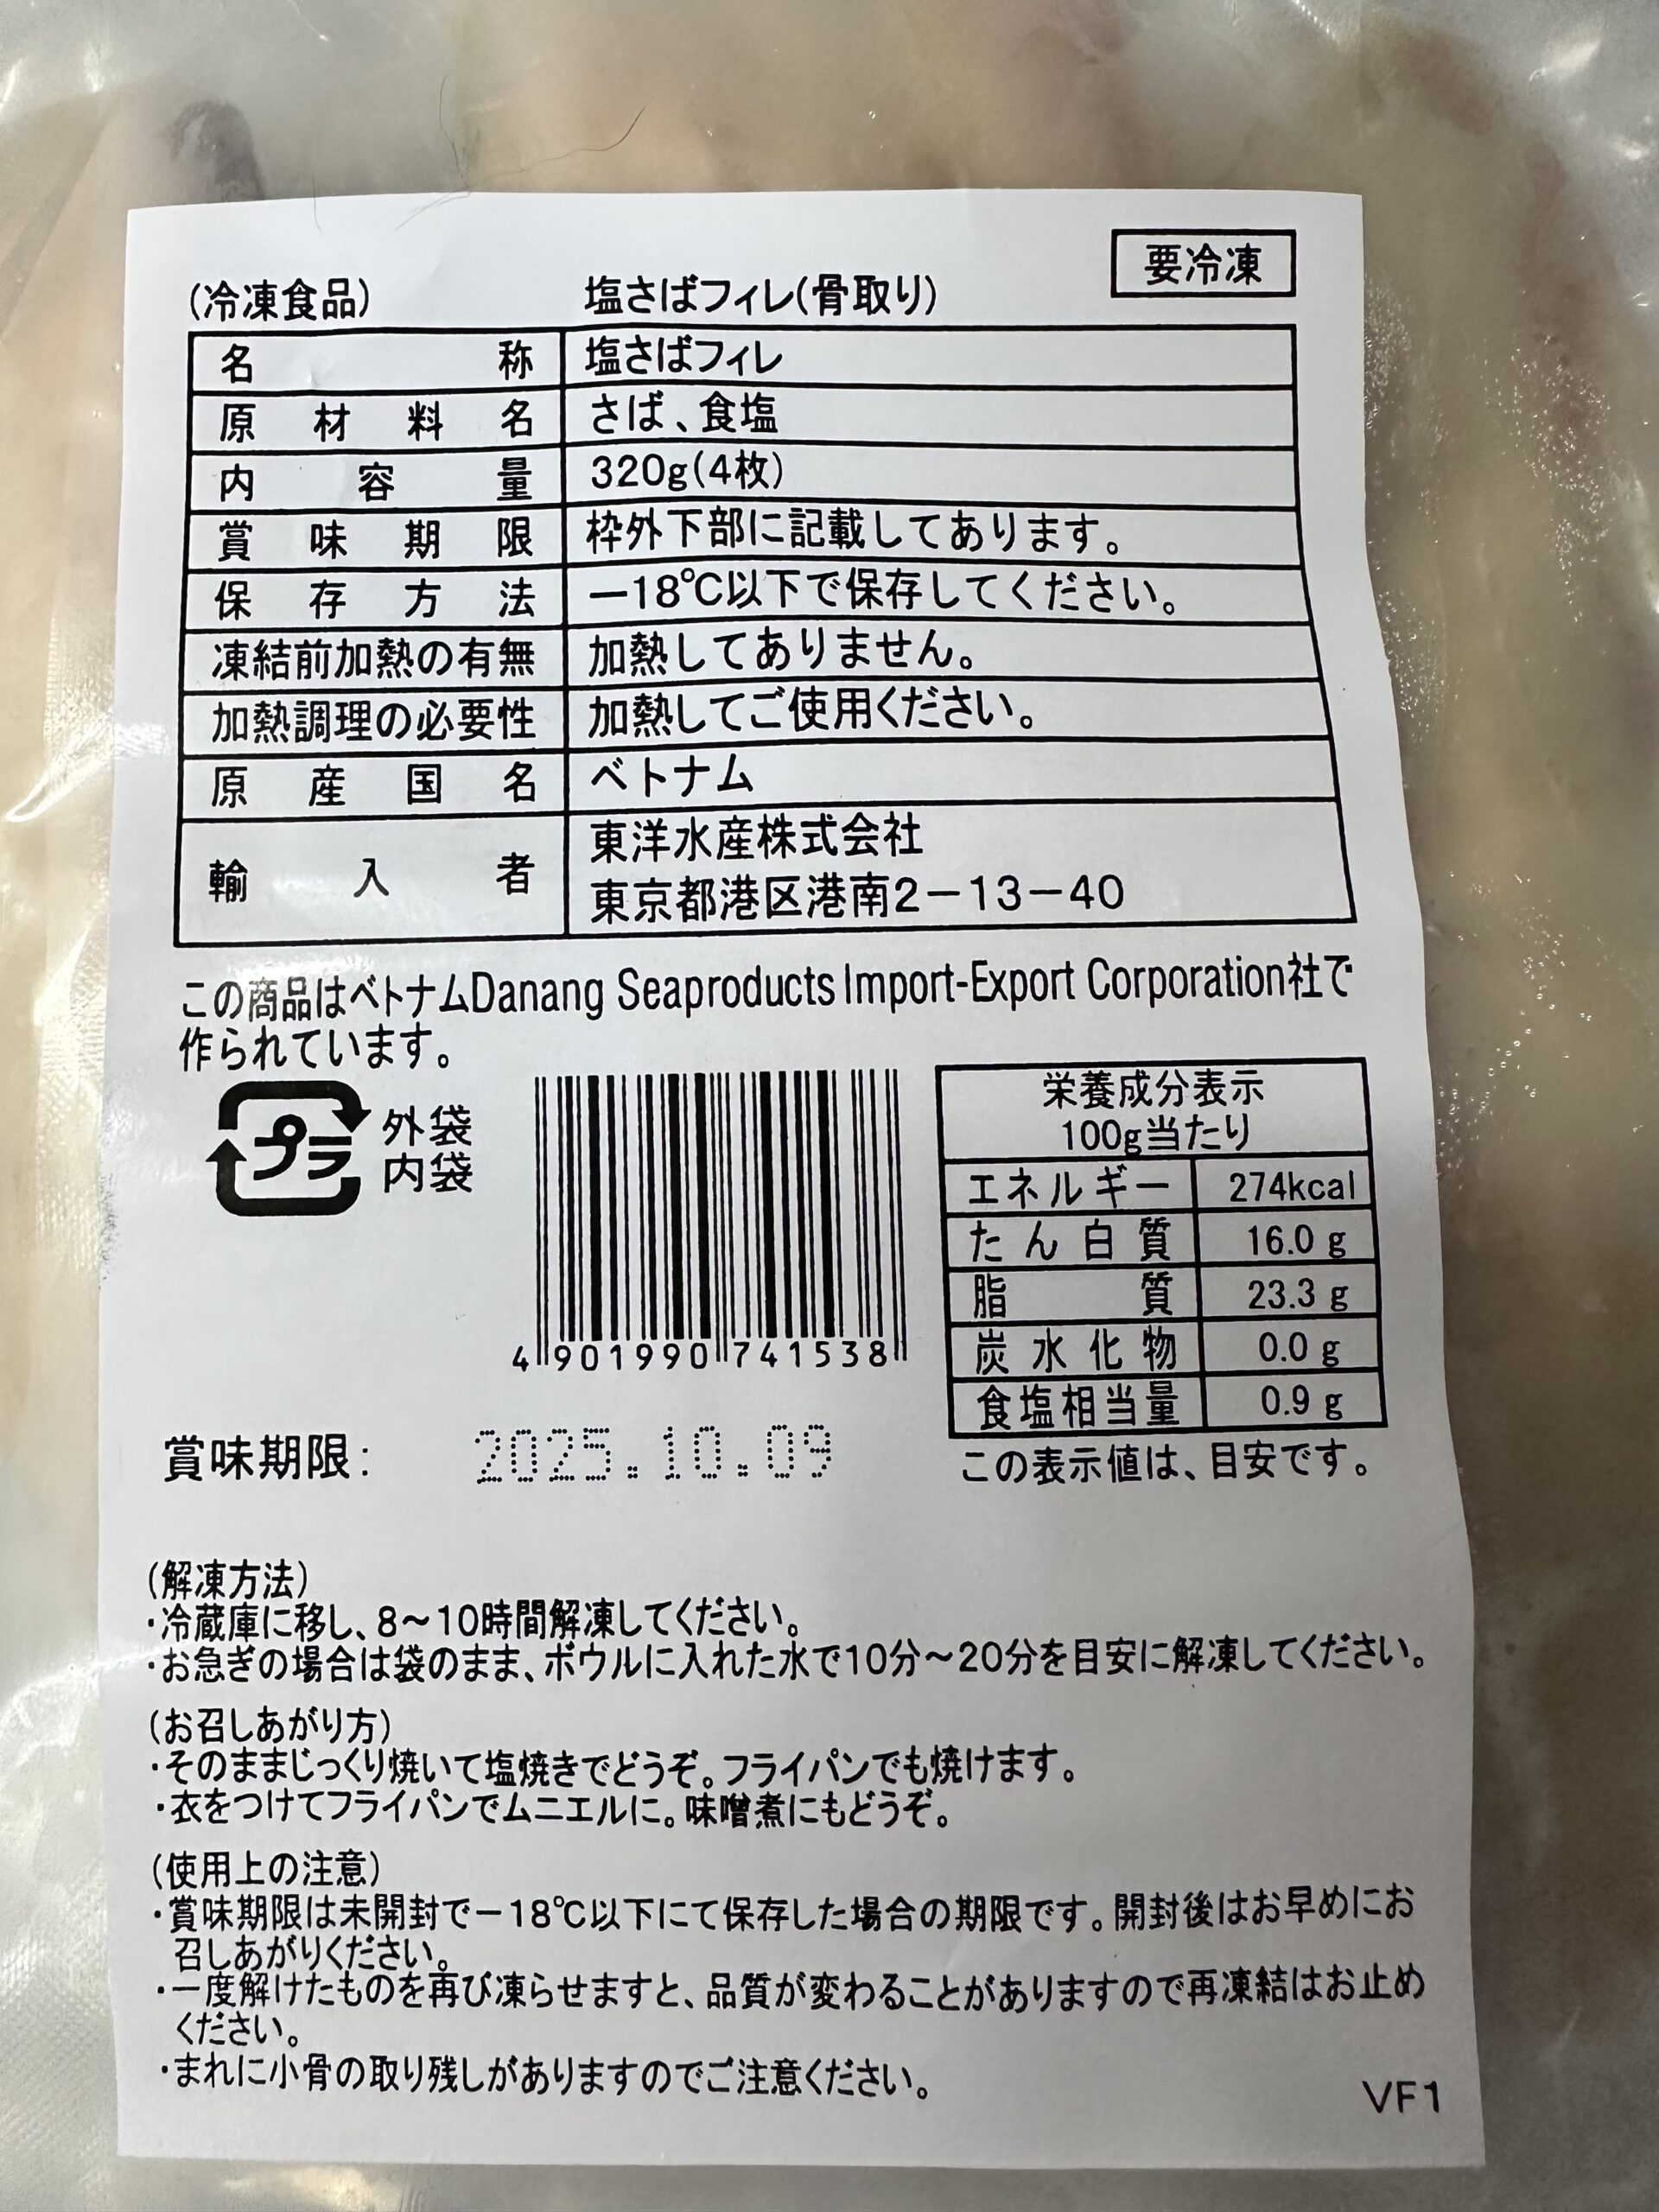 要冷凍
(冷凍食品) 塩さばフィレ(骨取り)
名称 塩さばフィレ
原材料名 さば、食塩
内容量 320g(4枚)
賞味期限 枠外下部に記載してあります。
保存方法 −18℃以下で保存してください。
凍結前加熱の有無 加熱してありません。
加熱調理の必要性 加熱してご使用ください。
原産国名 ベトナム
輸入者 東洋水産株式会社
東京都港区港南2−13−40
この商品はベトナムDanang Seaproducts Import-Export Corporation社で
作られています。
プラ 外袋
内袋
4901990741538
栄養成分表示
100g当たり
エネルギー 274kcal
たん白質 16.0 g
脂質 23.3 g
炭水化物 0.0 g
食塩相当量 0.9 g
この表示値は、目安です。
賞味期限: 2025.10.09
(解凍方法)
・冷蔵庫に移し、8〜10時間解凍してください。
・お急ぎの場合は袋のまま、ボウルに入れた水で10分〜20分を目安に解凍してください。
(お召しあがり方)
・そのままじっくり焼いて塩焼きでどうぞ。フライパンでも焼けます。
・衣をつけてフライパンでムニエルに。味噌煮にもどうぞ。
(使用上の注意)
・賞味期限は未開封で−18℃以下にて保存した場合の期限です。開封後はお早めにお
召しあがりください。
・一度解けたものを再び凍らせますと、品質が変わることがありますので再凍結はお止め
ください。
・まれに小骨の取り残しがありますのでご注意ください。
VF1